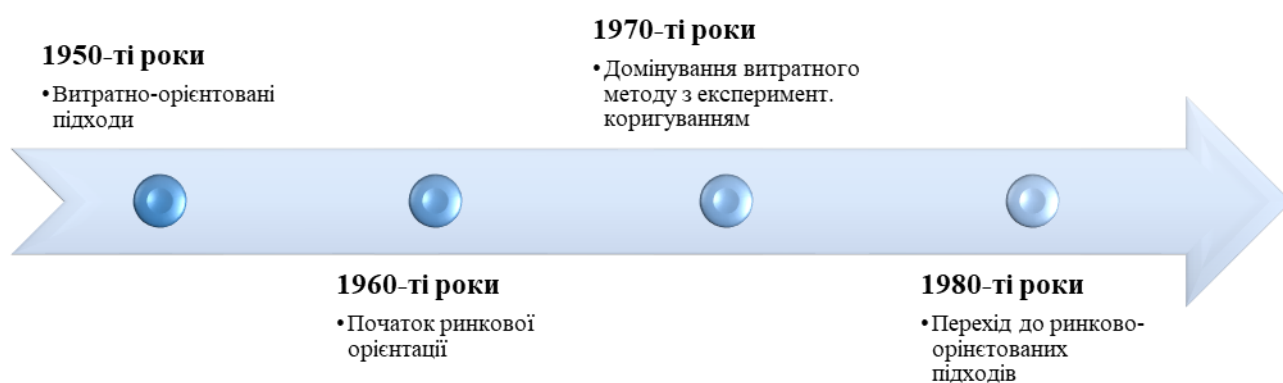 1950-ті роки
•Витратно-орієнтовані
підходи
1960-ті роки
•Початок ринкової
орієнтації
1970-ті роки
•Домінування витратного
методу з експеримент.
коригуванням
1980-ті роки
•Перехід до ринково-
орінєтованих
підходів